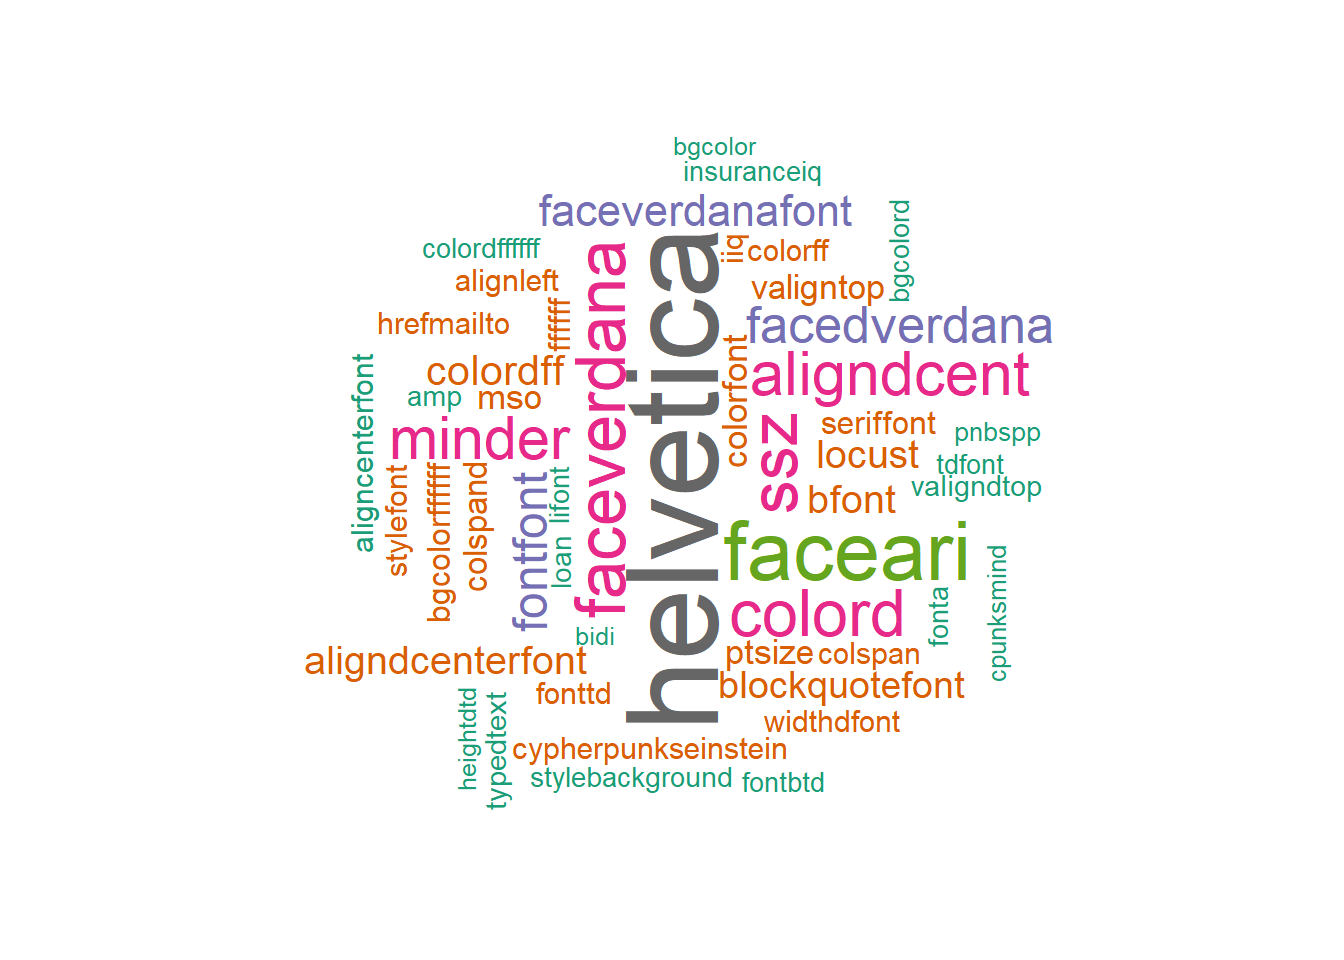 bgcolor
insuranceiq
faceverdanafont
bgcolord
colordffffff
iiq
colorff
alignleft
valigntop
hrefmailto
ffffff
facedverdana
faceverdana
helvetica
colorfont
aligndcent
colordff
amp
mso
minder
ssz
seriffont
pnbspp
locust
tdfont
valigndtop
bfont
aligncenterfont
stylefont
bgcolorffffff
colspand
fontfont
lifont
loan
faceari
cpunksmind
fonta
colord
bidi
aligndcenterfont
ptsize
colspan
blockquotefont
fonttd
widthdfont
heightdtd
typedtext
cypherpunkseinstein
stylebackground
fontbtd